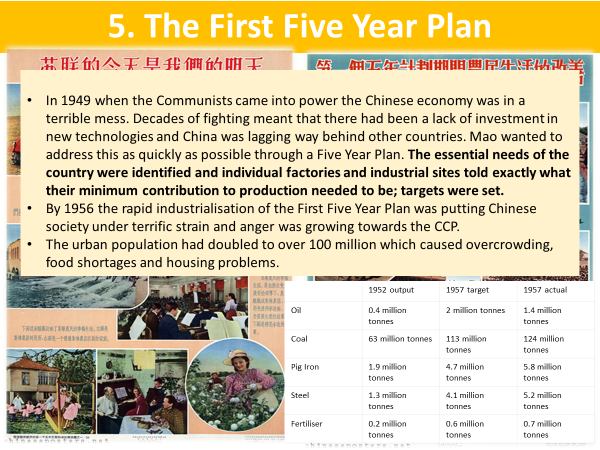 5. The First Five Year Plan
聯的今天是我們的明天
第一個五年計劃期間農民生活的改善
• In 1949 when the Communists came into power the Chinese economy was in a
terrible mess. Decades of fighting meant that there had been a lack of investment in
new technologies and China was lagging way behind other countries. Mao wanted to
address this as quickly as possible through a Five Year Plan. The essential needs of the
country were identified and individual factories and industrial sites told exactly what
their minimum contribution to production needed to be; targets were set.
• By 1956 the rapid industrialisation of the First Five Year Plan was putting Chinese
society under terrific strain and anger was growing towards the CCP.
• The urban population had doubled to over 100 million which caused overcrowding,
food shortages and housing problems.
1952 output 1957 target 1957 actual
Oil 0.4 million 2 million tonnes 1.4 million
tonnes tonnes
Coal 63 million tonnes 113 million 124 million
tonnes tonnes
Pig Iron 1.9 million 4.7 million 5.8 million
tonnes tonnes tonnes
Steel 1.3 million 4.1 million 5.2 million
tonnes tonnes tonnes
Fertiliser 0.2 million 0.6 million 0.7 million
tonnes tonnes tonnes